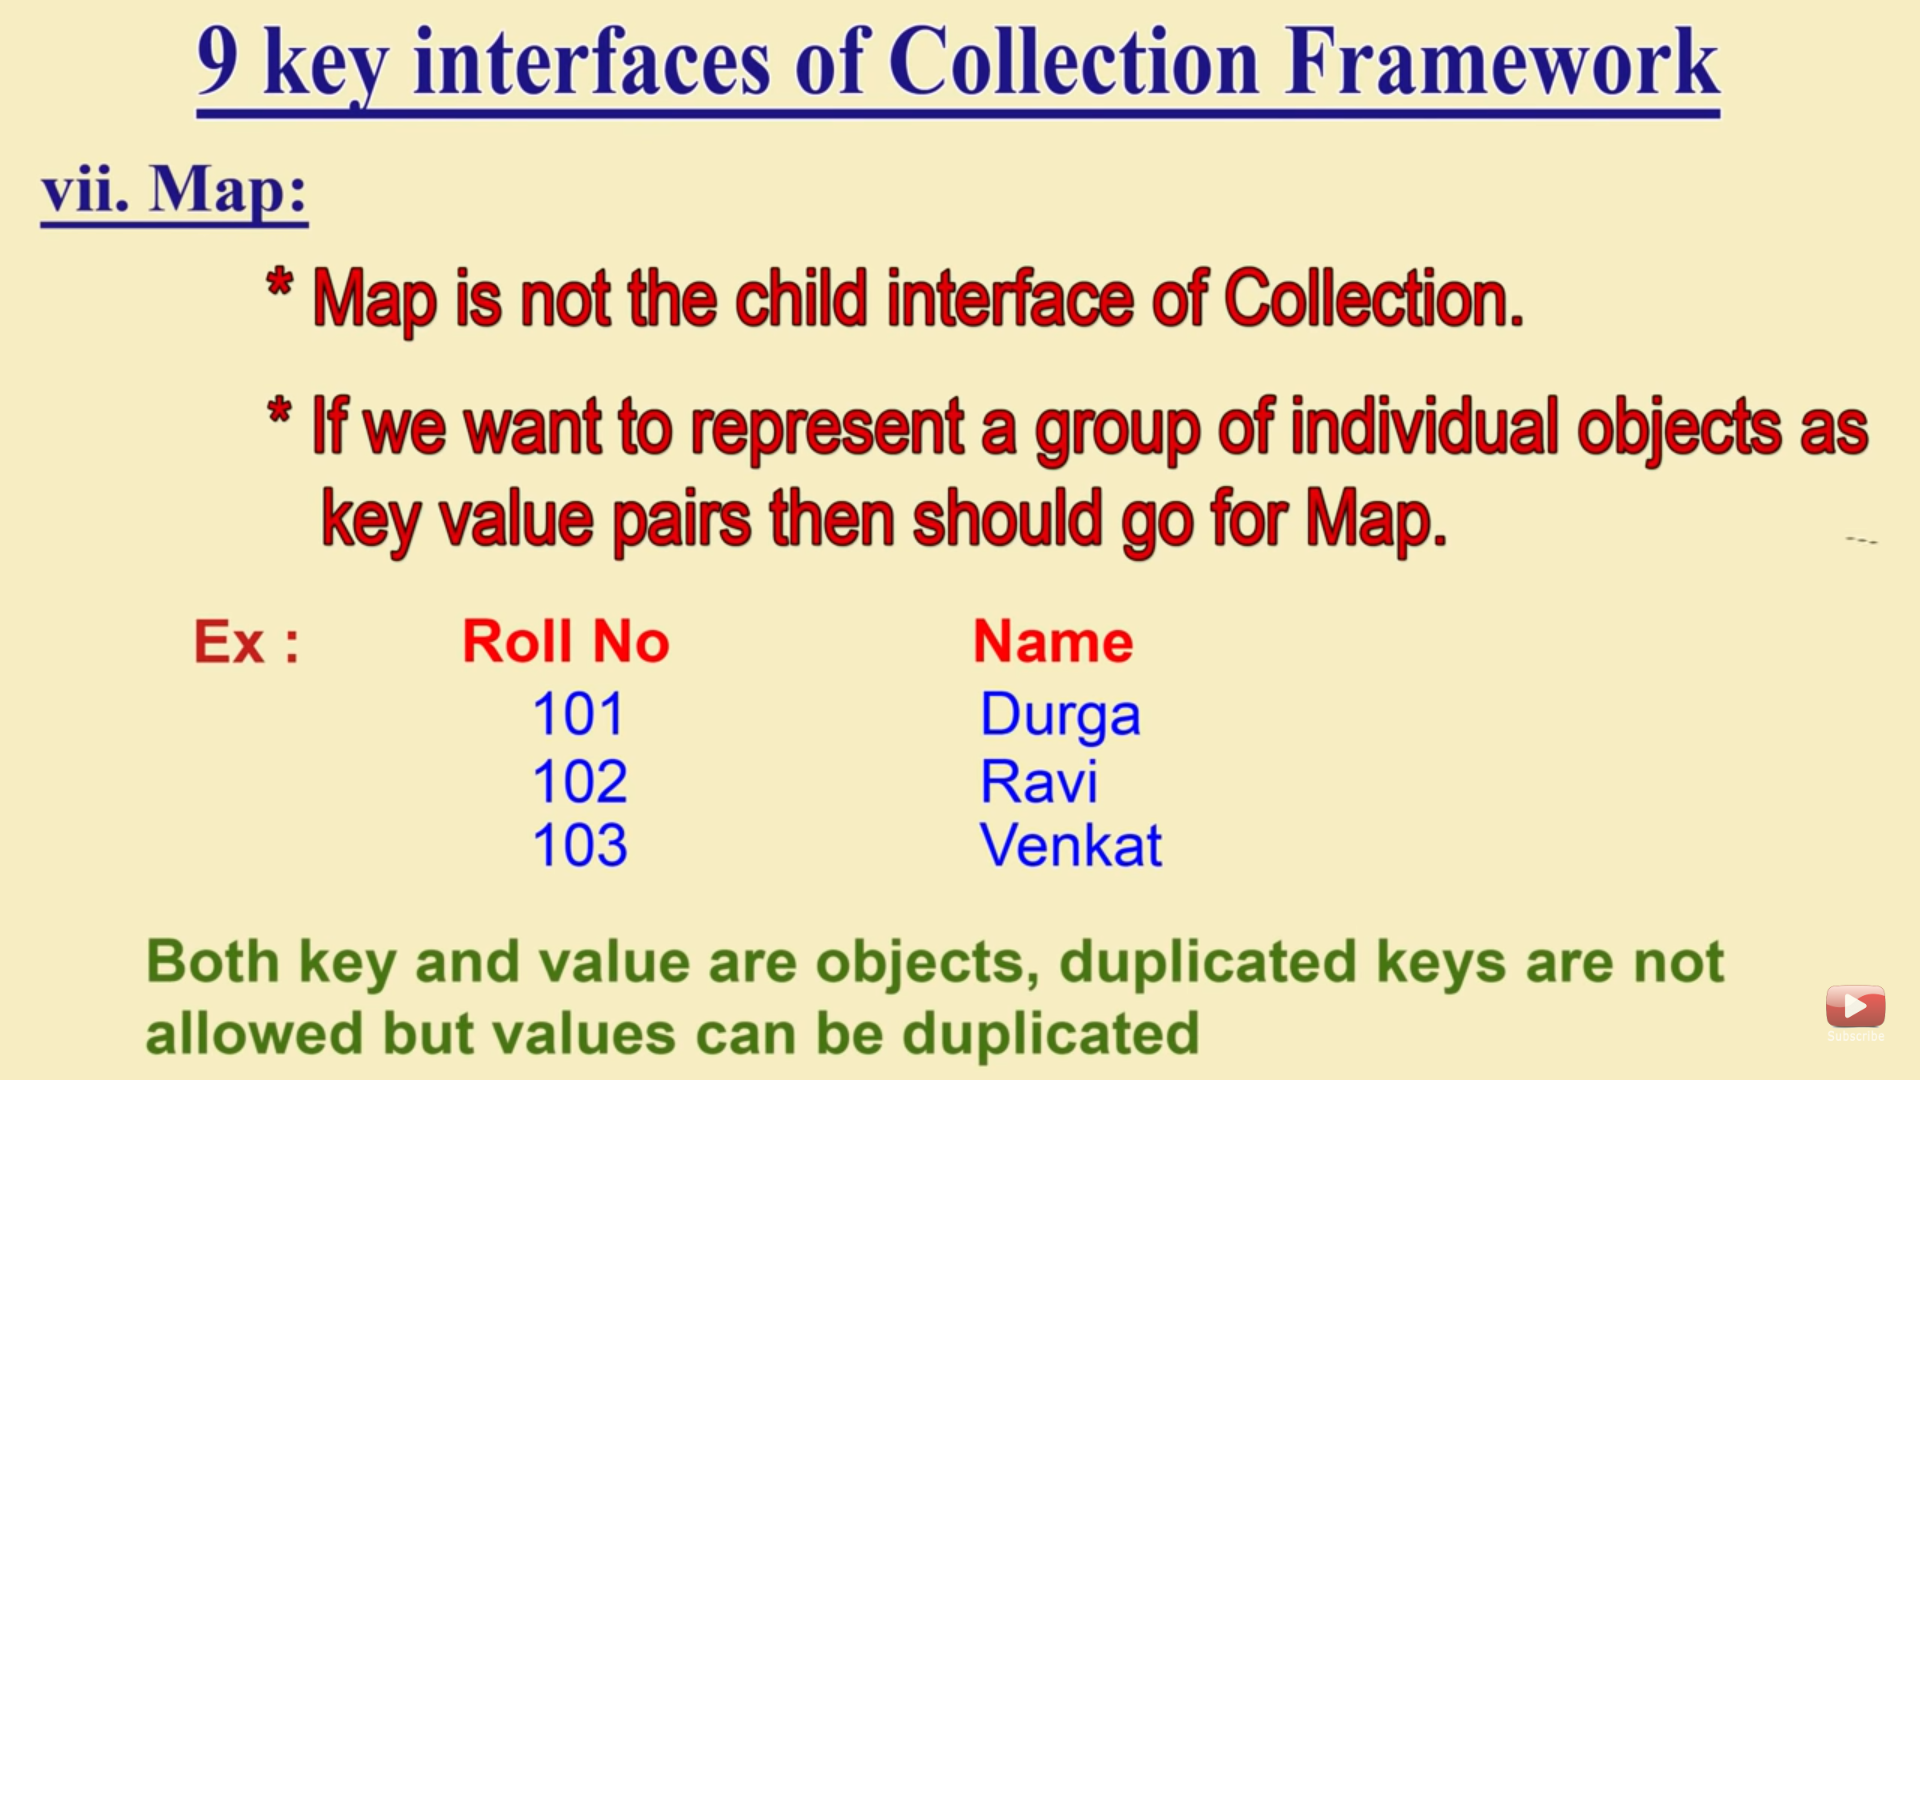 9 key interfaces of Collection Framework
vii. Map:
* Map is not the child interface of Collection.
* If we want to represent a group of individual objects as
key value pairs then should go for Map.
Ex : Roll No Name
101 Durga
102 Ravi
103 Venkat
Both key and value are objects, duplicated keys are not
allowed but values can be duplicated
Subscribe